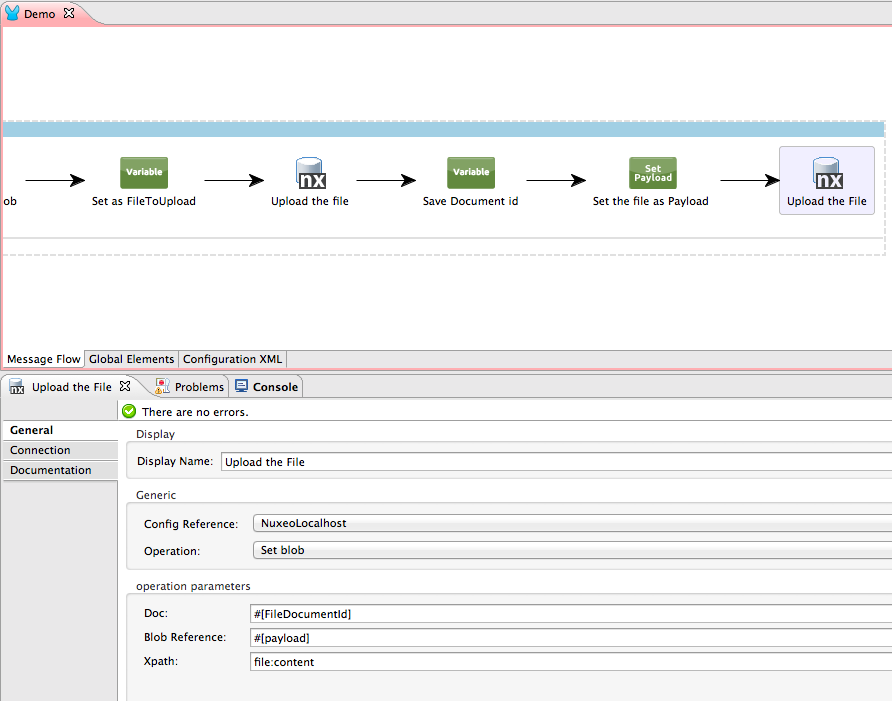 Demo
Variable
nx
Variable
Set
Payload
nx
ob
Set as FileToUpload
Upload the file
Save Document id
Set the file as Payload
Upload the File
Message Flow
Global Elements
Configuration XML
nx
Upload the File
Problems
Console
There are no errors.
General
Connection
Documentation
Display
Display Name:
Upload the File
Generic
Config Reference:
NuxeoLocalhost
Operation:
Set blob
operation parameters
Doc:
#[FileDocumentId]
Blob Reference:
#[payload]
Xpath:
file:content